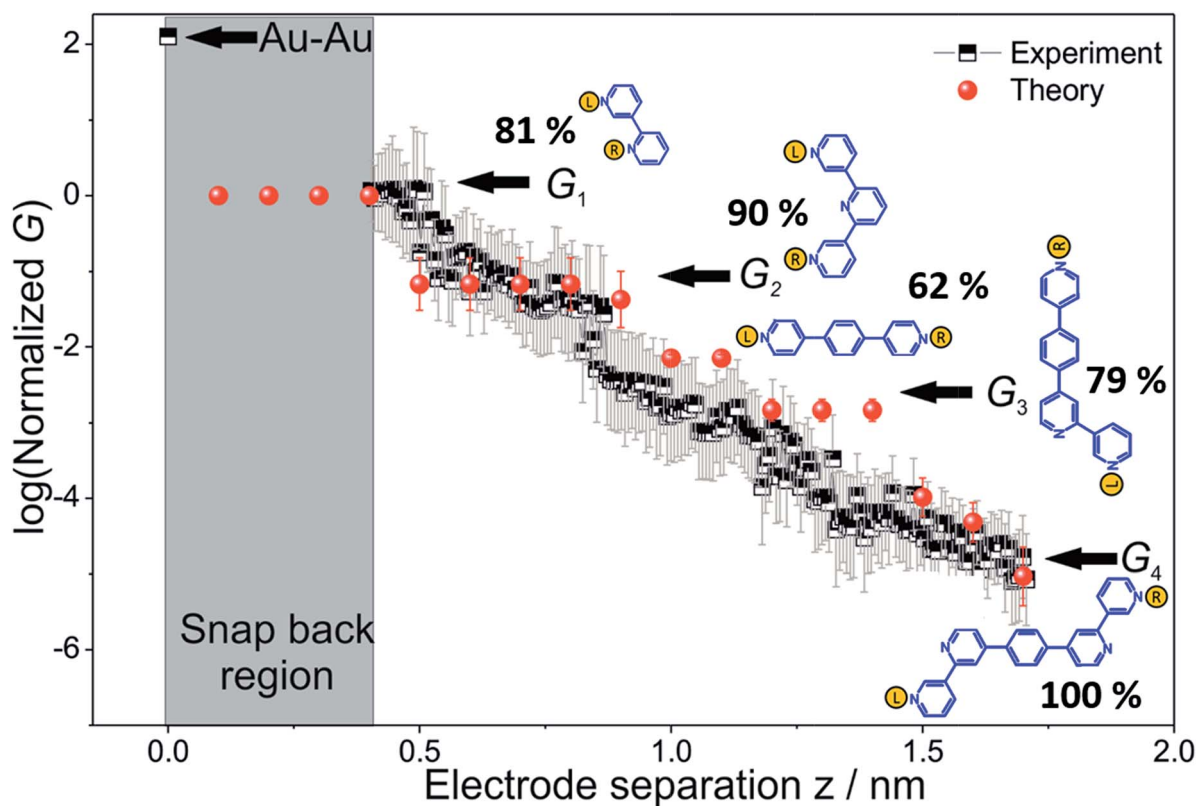 2
0
-2
-4
-6
log(Normalized G)
Au-Au
Experiment
Theory
81 %
L
N
N
R
G1
90 %
L
N
N
N
R
G2
62 %
L
N
N
R
R
N
79 %
N
N
L
G3
G4
N
R
N
N
N
L
100 %
Snap back
region
0.0
0.5
1.0
1.5
2.0
Electrode separation z / nm